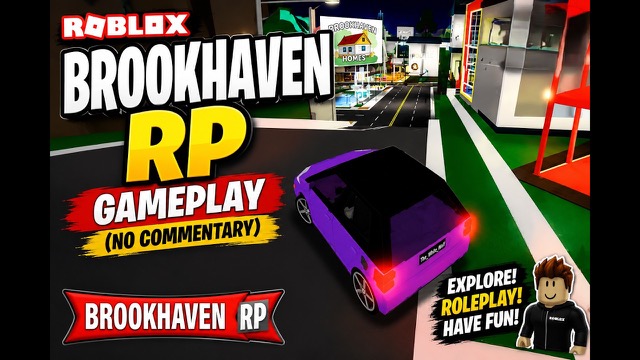 ROBLOX
BROOKHAVEN
RP
GAMEPLAY
(NO COMMENTARY)
BROOKHAVEN
HOMES
BROOKHAVEN RP
EXPLORE!
ROLEPLAY!
HAVE FUN!
ROBLOX